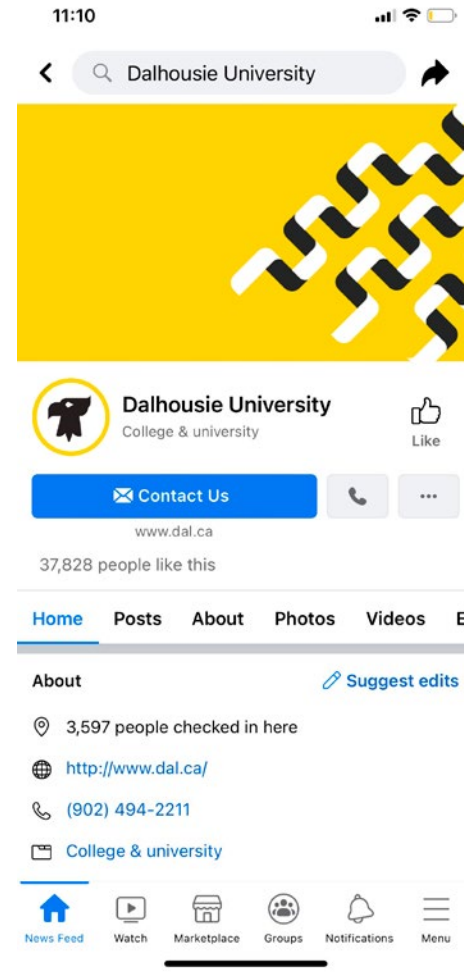 11:10
Dalhousie University
Dalhousie University
College & university
Like
Contact Us
www.dal.ca
37,828 people like this
Home Posts About Photos Videos E
About Suggest edits
3,597 people checked in here
http://www.dal.ca/
(902) 494-2211
College & university
News Feed Watch Marketplace Groups Notifications Menu